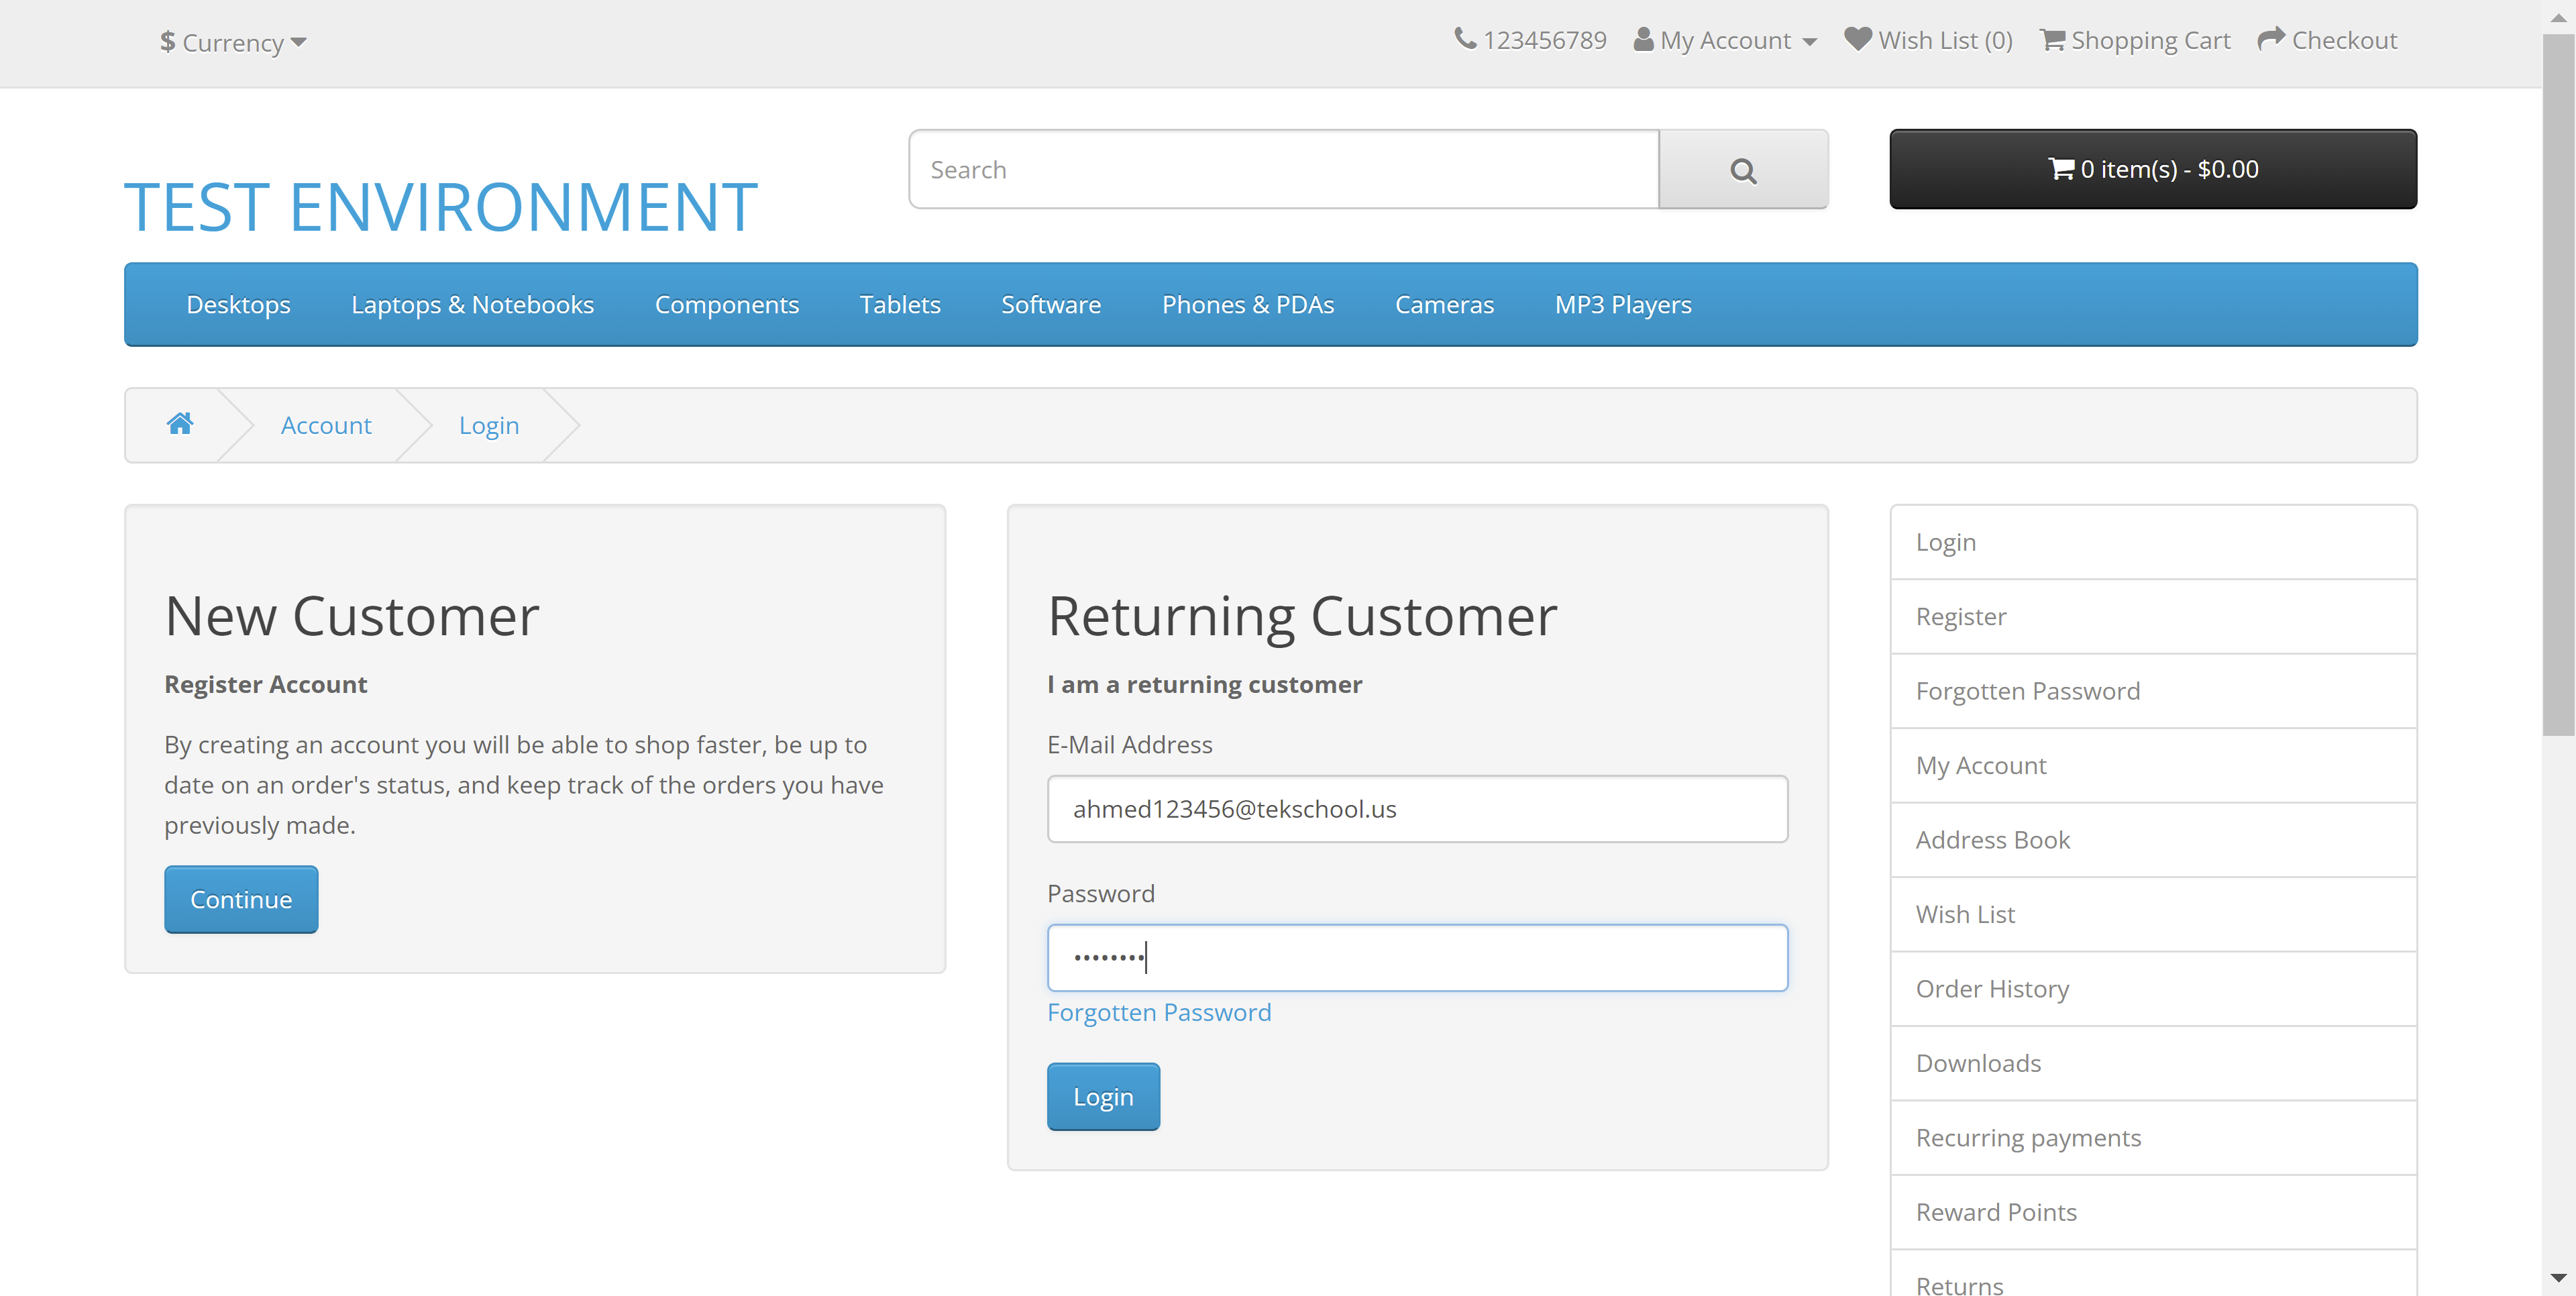 $ Currency
123456789 My Account Wish List (0) Shopping Cart Checkout
TEST ENVIRONMENT
Search
0 item(s) - $0.00
Desktops Laptops & Notebooks Components Tablets Software Phones & PDAs Cameras MP3 Players
Account Login
New Customer
Register Account
By creating an account you will be able to shop faster, be up to
date on an order's status, and keep track of the orders you have
previously made.
Continue
Returning Customer
I am a returning customer
E-Mail Address
ahmed123456@tekschool.us
Password
••••••••
Forgotten Password
Login
Login
Register
Forgotten Password
My Account
Address Book
Wish List
Order History
Downloads
Recurring payments
Reward Points
Returns